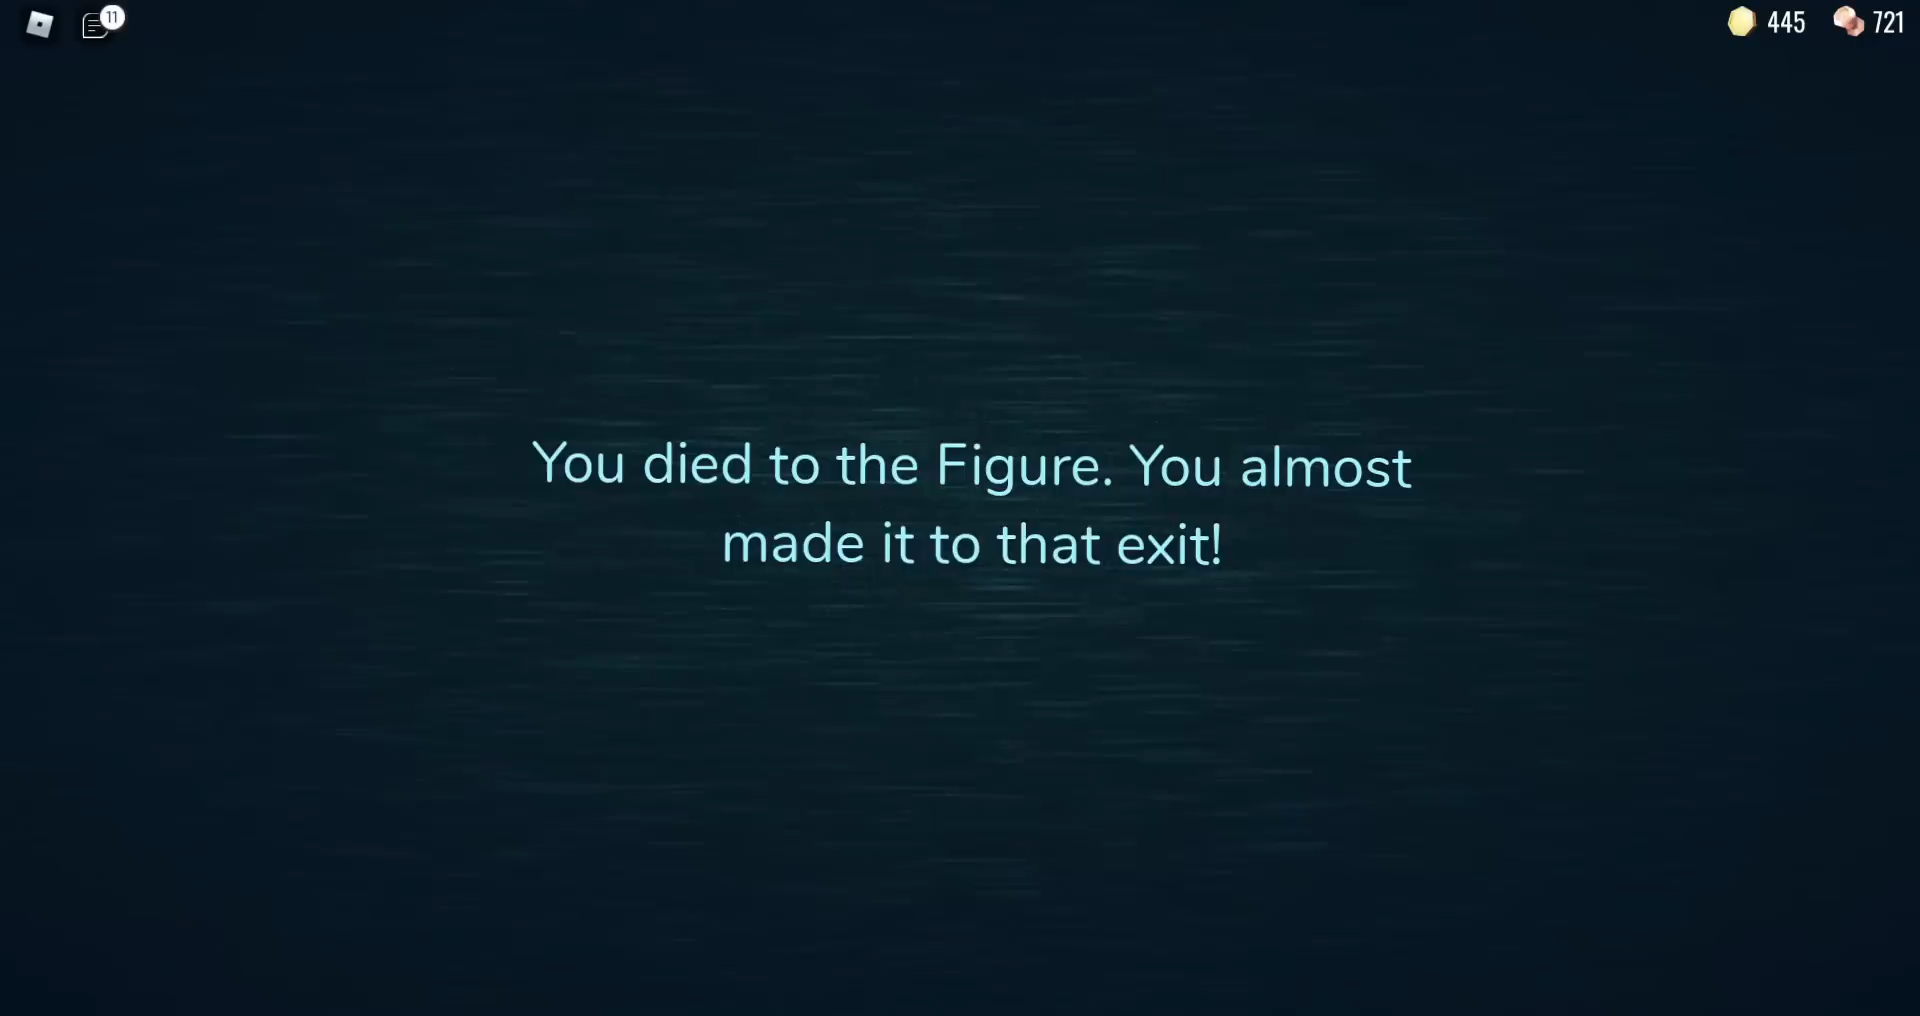 11
445 721
You died to the Figure. You almost
made it to that exit!